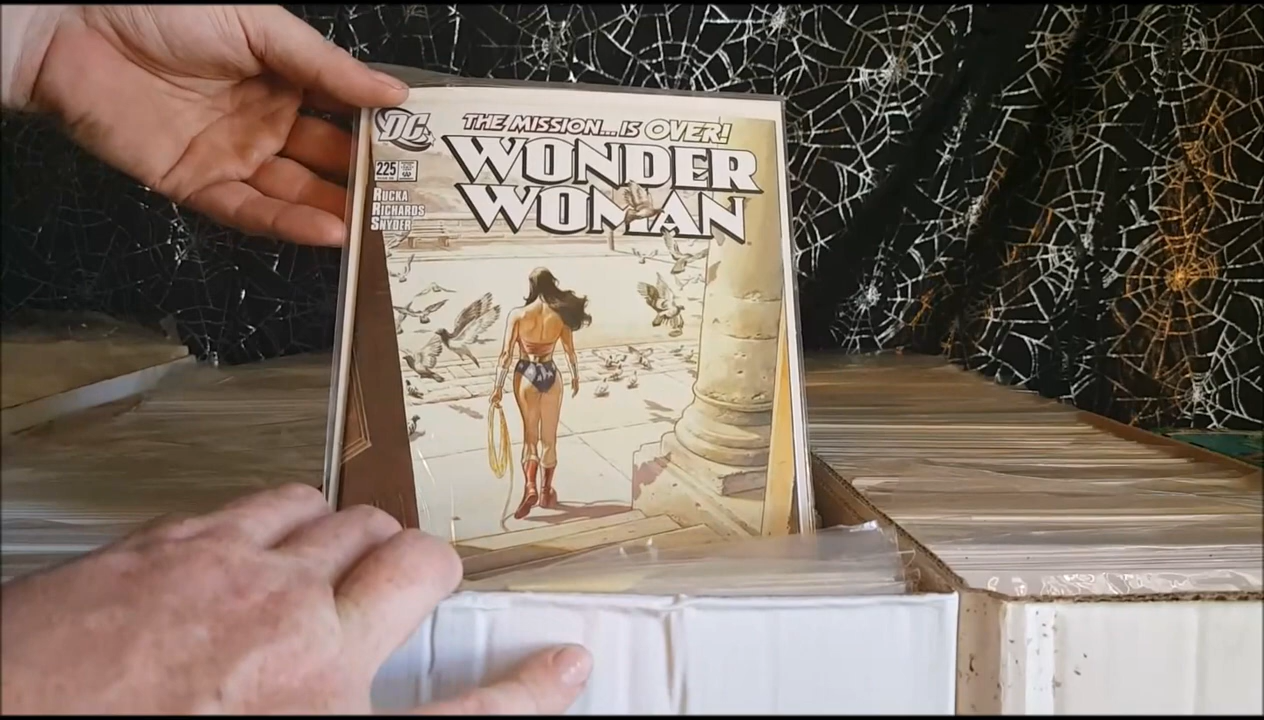 DC
THE MISSION...IS OVER!
WONDER
WOMAN
225
RUCKA
RICHARDS
SNYDER